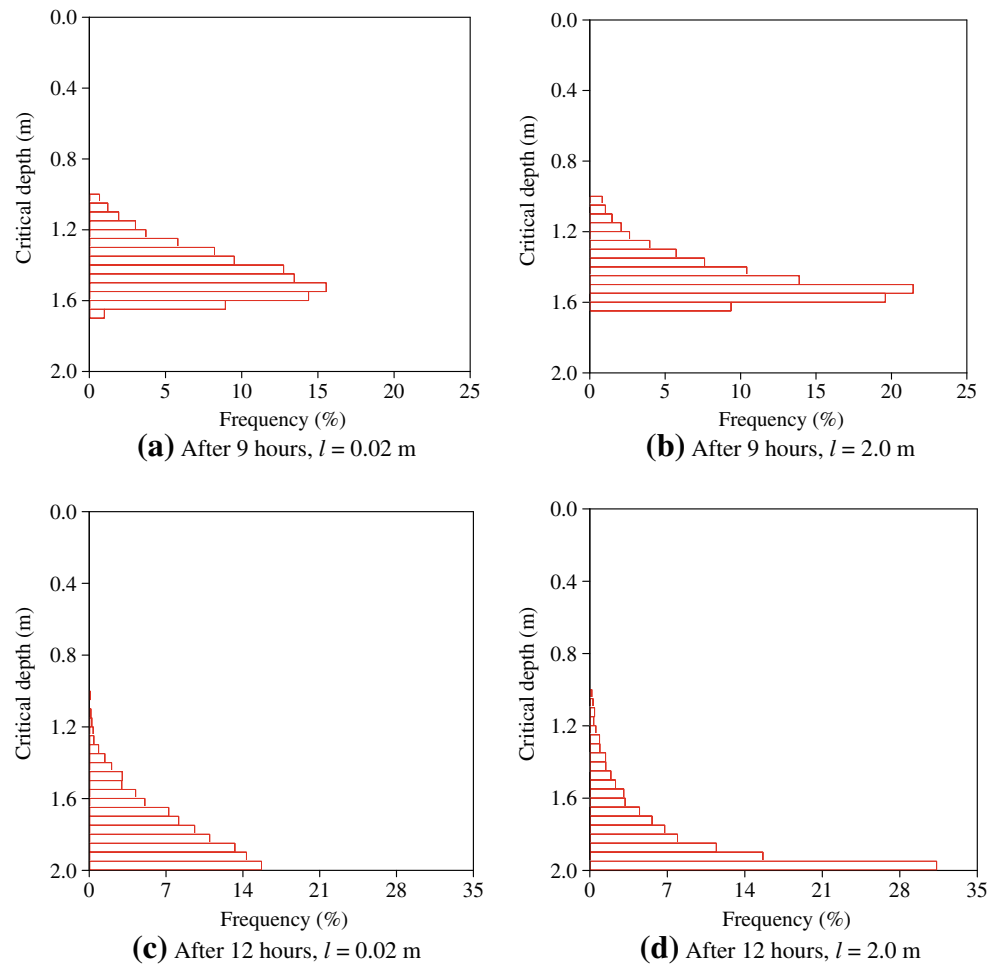 0.0
0.4
0.8
1.2
1.6
2.0
Critical depth (m)
0 5 10 15 20 25
Frequency (%)
(a) After 9 hours, l = 0.02 m
0.0
0.4
0.8
1.2
1.6
2.0
Critical depth (m)
0 5 10 15 20 25
Frequency (%)
(b) After 9 hours, l = 2.0 m
0.0
0.4
0.8
1.2
1.6
2.0
Critical depth (m)
0 7 14 21 28 35
Frequency (%)
(c) After 12 hours, l = 0.02 m
0.0
0.4
0.8
1.2
1.6
2.0
Critical depth (m)
0 7 14 21 28 35
Frequency (%)
(d) After 12 hours, l = 2.0 m